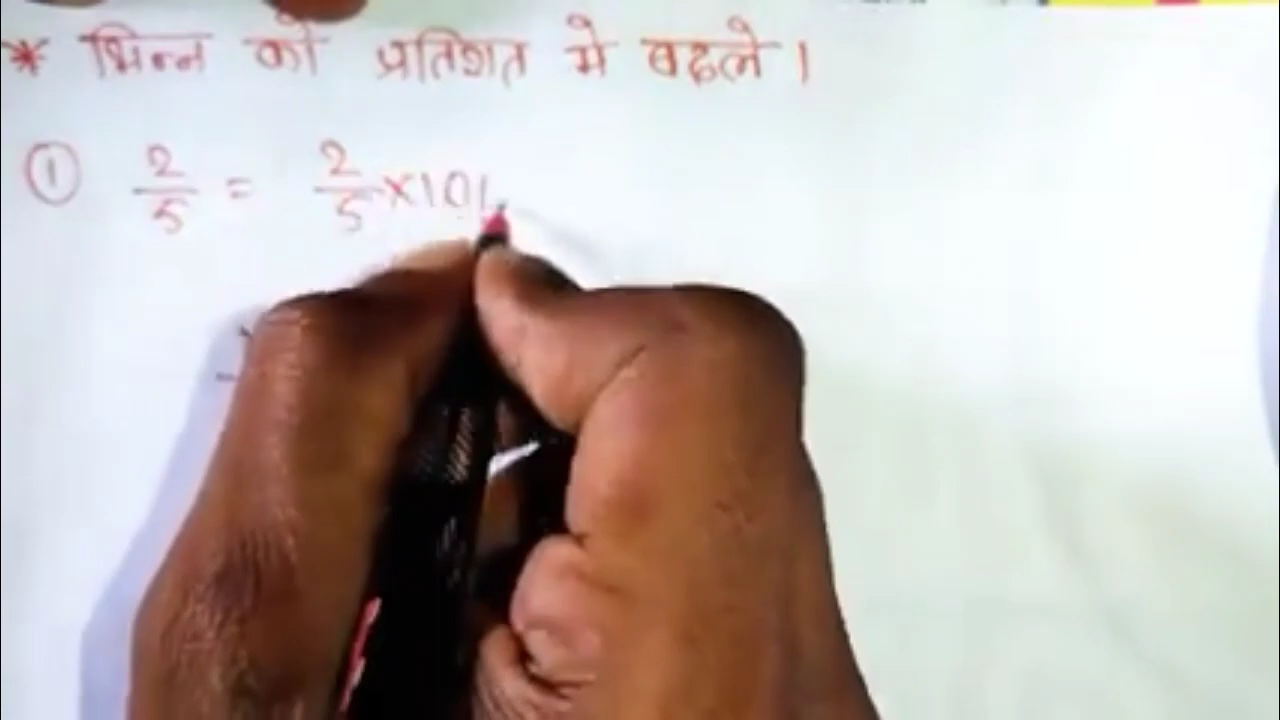 * भिन्न को प्रतिशत मे बदले ।
① 2/5 = 2/5 ×10